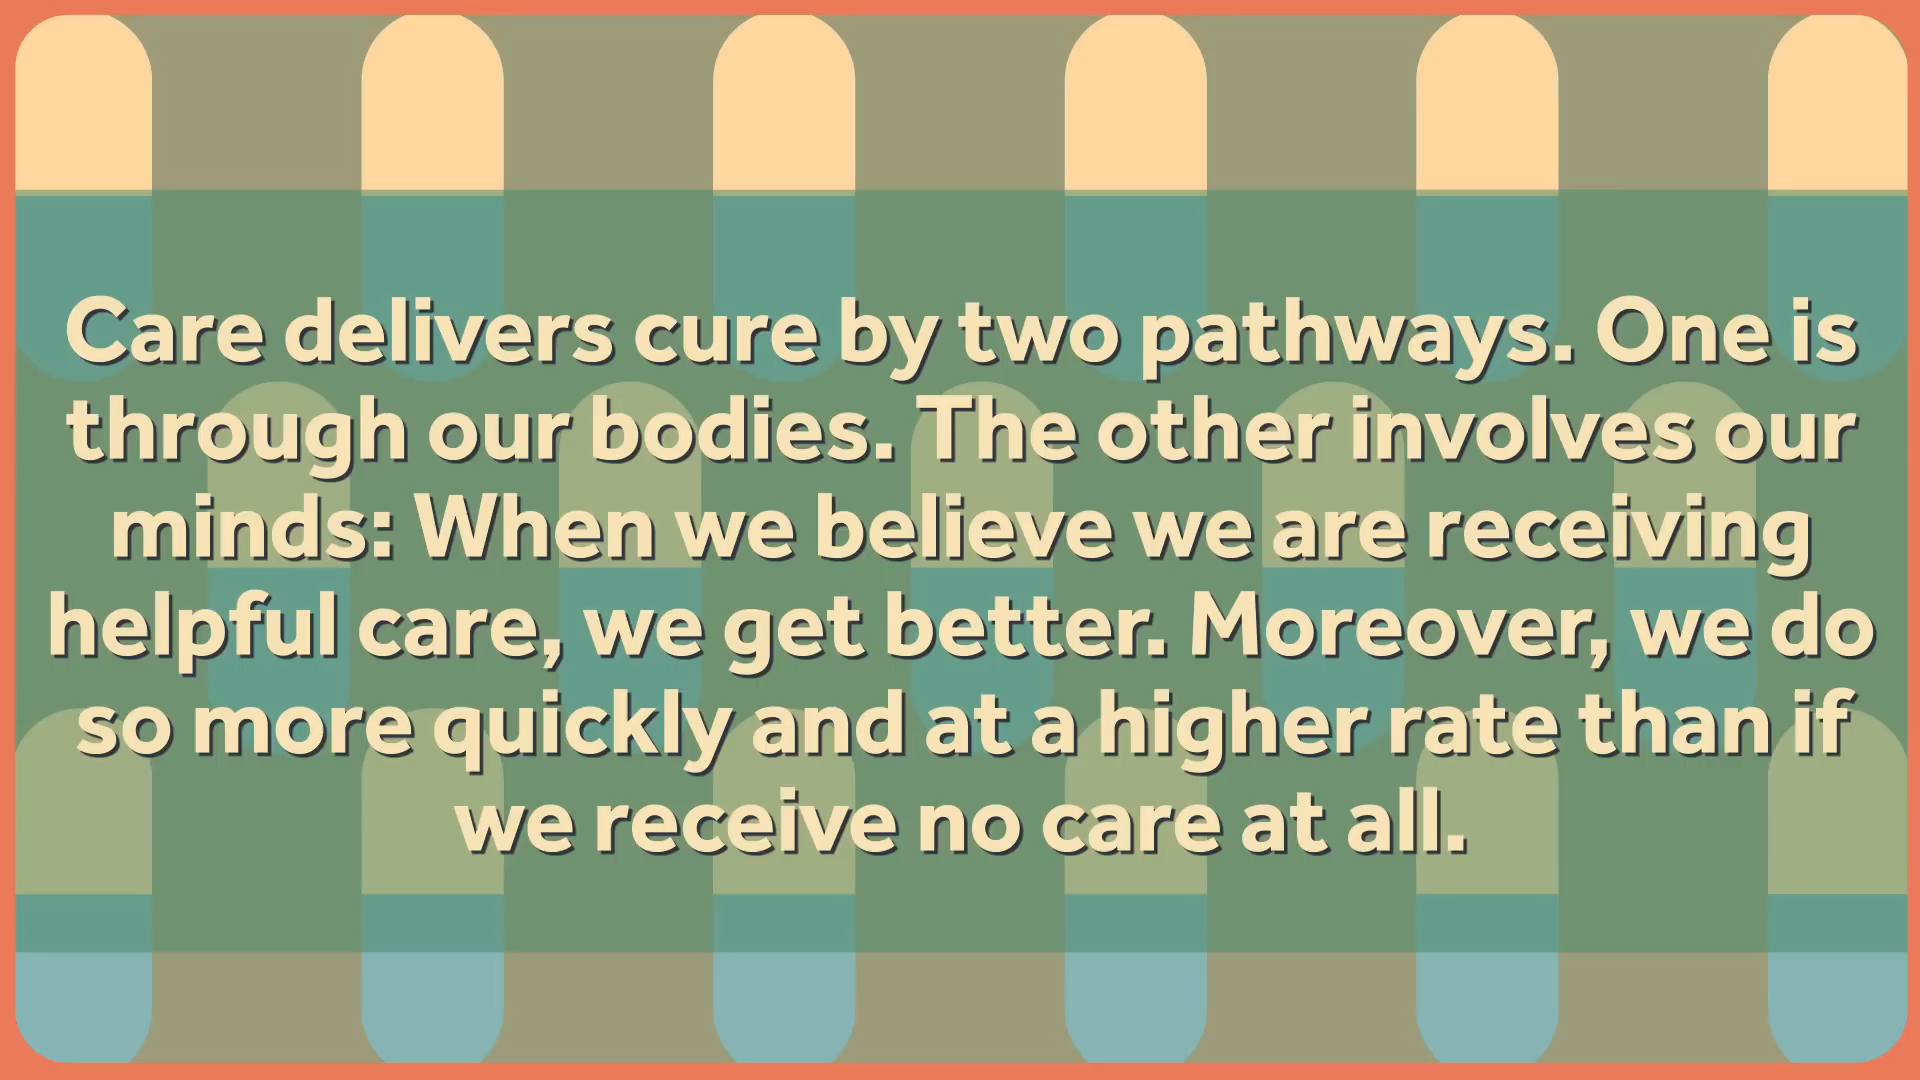 Care delivers cure by two pathways. One is
through our bodies. The other involves our
minds: When we believe we are receiving
helpful care, we get better. Moreover, we do
so more quickly and at a higher rate than if
we receive no care at all.